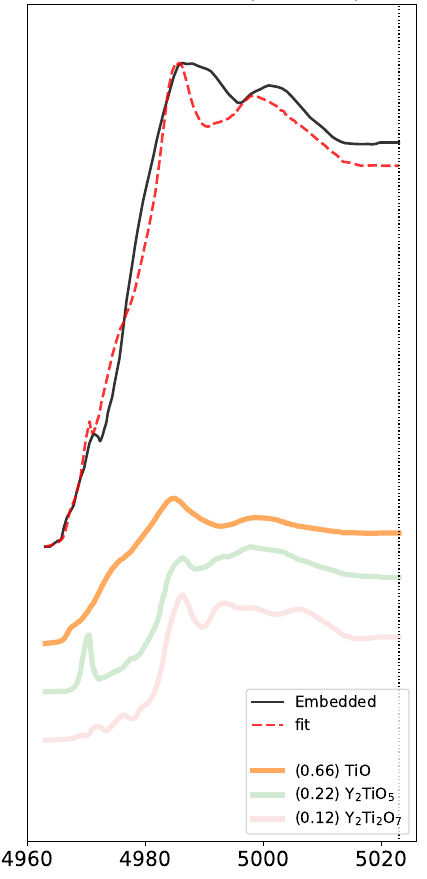 Embedded
fit
(0.66) TiO
(0.22) Y₂TiO₅
(0.12) Y₂Ti₂O₇
4960 4980 5000 5020